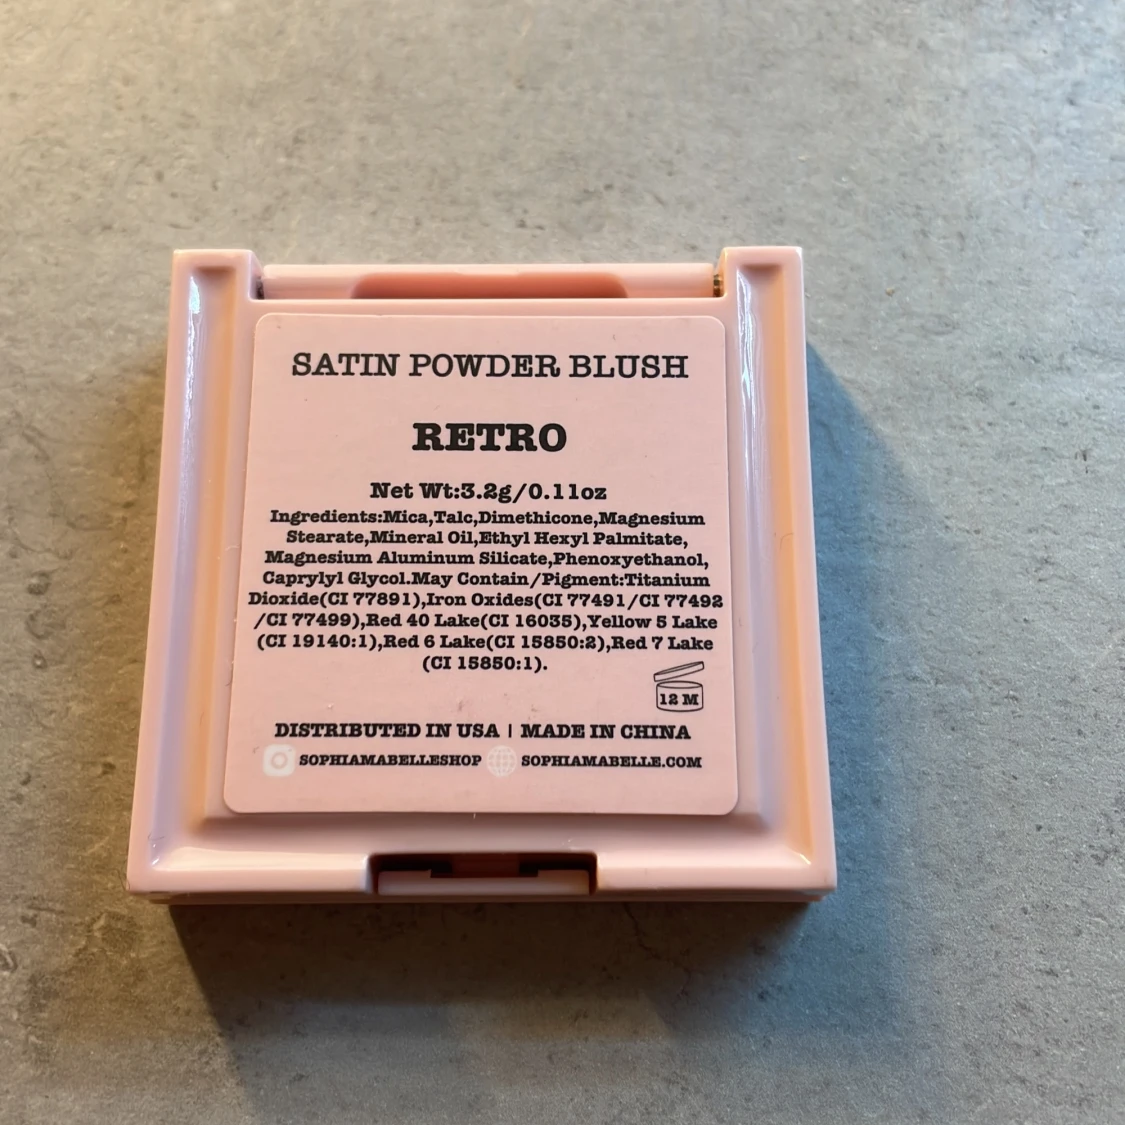 SATIN POWDER BLUSH
RETRO
Net Wt:3.2g/0.11oz
Ingredients:Mica,Talc,Dimethicone,Magnesium
Stearate,Mineral Oil,Ethyl Hexyl Palmitate,
Magnesium Aluminum Silicate,Phenoxyethanol,
Caprylyl Glycol.May Contain/Pigment:Titanium
Dioxide(CI 77891),Iron Oxides(CI 77491/CI 77492
/CI 77499),Red 40 Lake(CI 16035),Yellow 5 Lake
(CI 19140:1),Red 6 Lake(CI 15850:2),Red 7 Lake
(CI 15850:1).
12 M
DISTRIBUTED IN USA | MADE IN CHINA
SOPHIAMABELLESHOP SOPHIAMABELLE.COM